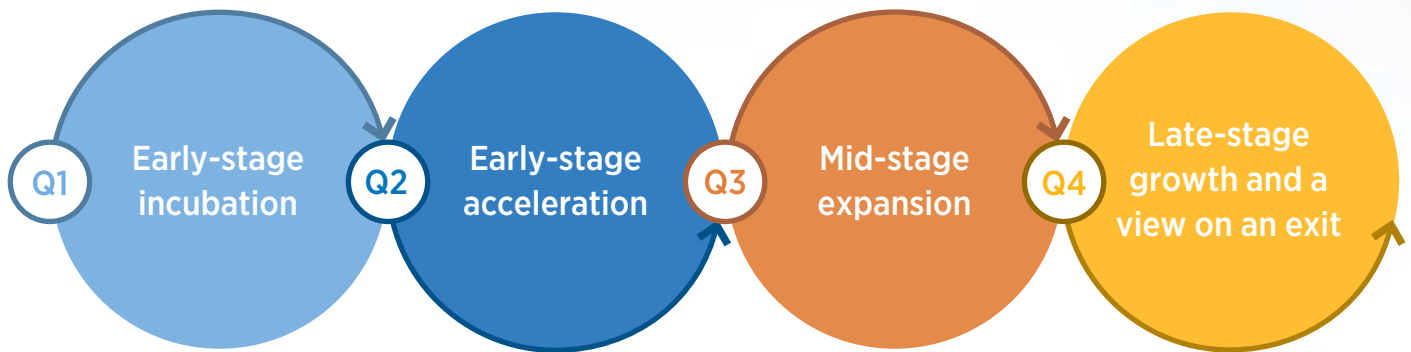 Q1
Early-stage
incubation
Q2
Early-stage
acceleration
Q3
Mid-stage
expansion
Q4
Late-stage
growth and a
view on an exit